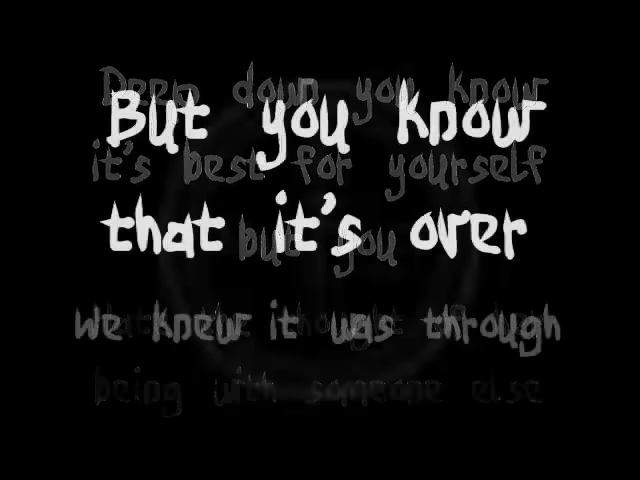 Deep down you know
But you know
it's best for yourself
that it's over
but you
we knew it was through
being with someone else